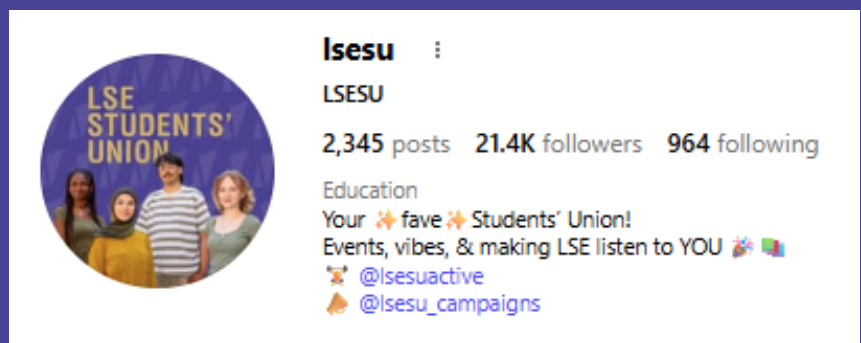 LSE
STUDENTS'
UNION
lsesu
LSESU
2,345 posts 21.4K followers 964 following
Education
Your ✨ fave ✨ Students' Union!
Events, vibes, & making LSE listen to YOU 🎉 📚
🏋 @lsesuactive
📣 @lsesu_campaigns